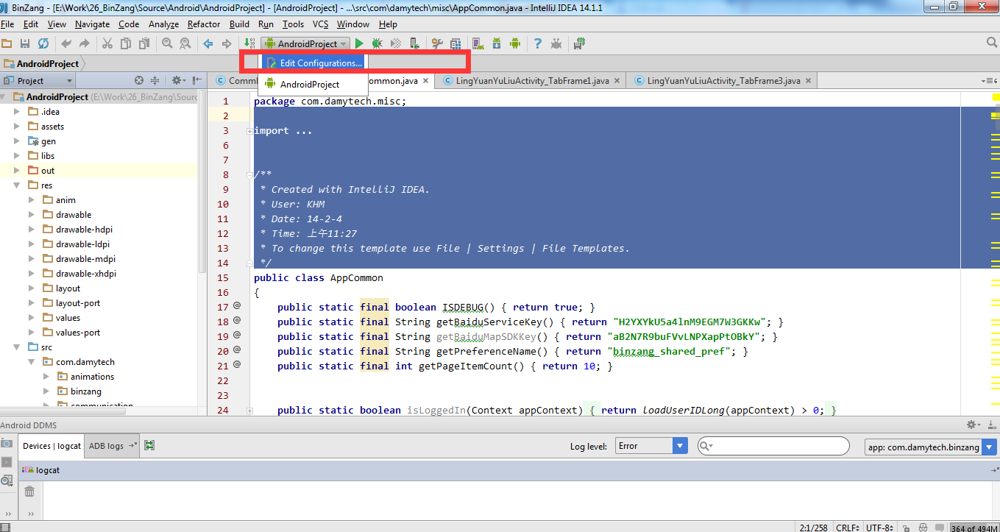 BinZang - [E:\Work\26_BinZang\Source\Android\AndroidProject] - [AndroidProject] - ...\src\com\damytech\misc\AppCommon.java - IntelliJ IDEA 14.1.1
File Edit View Navigate Code Analyze Refactor Build Run Tools VCS Window Help
AndroidProject
AndroidProject
Edit Configurations...
AndroidProject
Project
ommon.java
LingYuanYuLiuActivity_TabFrame1.java
LingYuanYuLiuActivity_TabFrame3.java
6
AndroidProject (E:\Work\26_BinZang\Sourc
.idea
assets
gen
libs
out
res
anim
drawable
drawable-hdpi
drawable-ldpi
drawable-mdpi
drawable-xhdpi
layout
layout-port
values
values-port
src
com.damytech
animations
binzang
communication
1 package com.damytech.misc;
2
3 import ...
6
7
8 /**
9 * Created with IntelliJ IDEA.
10 * User: KHM
11 * Date: 14-2-4
12 * Time: 上午11:27
13 * To change this template use File | Settings | File Templates.
14 */
15 public class AppCommon
16 {
17 @ public static final boolean ISDEBUG() { return true; }
18 @ public static final String getBaiduServiceKey() { return "H2YXYkU5a4lnM9EGM7W3GKKw"; }
19 @ public static final String getBaiduMapSDKKey() { return "aB2N7R9buFVvLNPXapPtOBkY"; }
20 @ public static final String getPreferenceName() { return "binzang_shared_pref"; }
21 @ public static final int getPageItemCount() { return 10; }
22
23
24 public static boolean isLoggedIn(Context appContext) { return loadUserIDLong(appContext) > 0; }
Android DDMS
Devices | logcat
ADB logs
Log level:
Error
app: com.damytech.binzang
logcat
2:1/258 CRLF UTF-8 364 of 494M